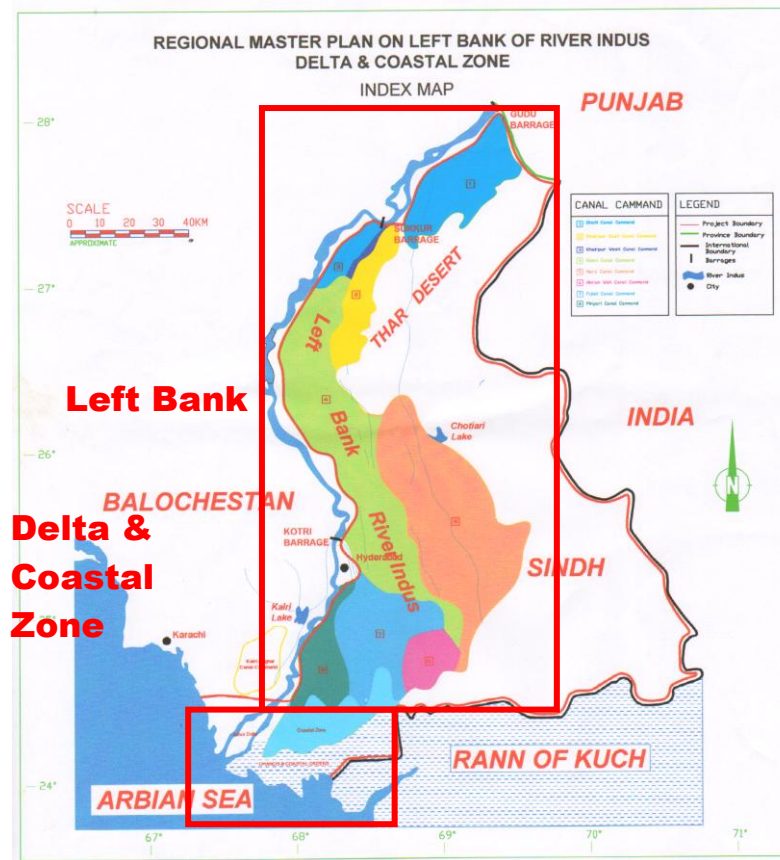 REGIONAL MASTER PLAN ON LEFT BANK OF RIVER INDUS
DELTA & COASTAL ZONE
INDEX MAP
PUNJAB
GUDU
BARRAGE
28°
SCALE
0 10 20 30 40KM
APPROXIMATE
SUKKUR
BARRAGE
CANAL COMMAND
LEGEND
Project Boundary
Province Boundary
International
Boundary
Barrages
River Indus
City
27°
THAR DESERT
Left
Bank
River Indus
Left Bank
Chotiari
Lake
INDIA
26°
N
BALOCHESTAN
Delta &
Coastal
Zone
KOTRI
BARRAGE
Hyderabad
SINDH
Kalri
Lake
Karachi
Coastal Zone
RANN OF KUCH
24°
ARBIAN SEA
67°
68°
69°
70°
71°